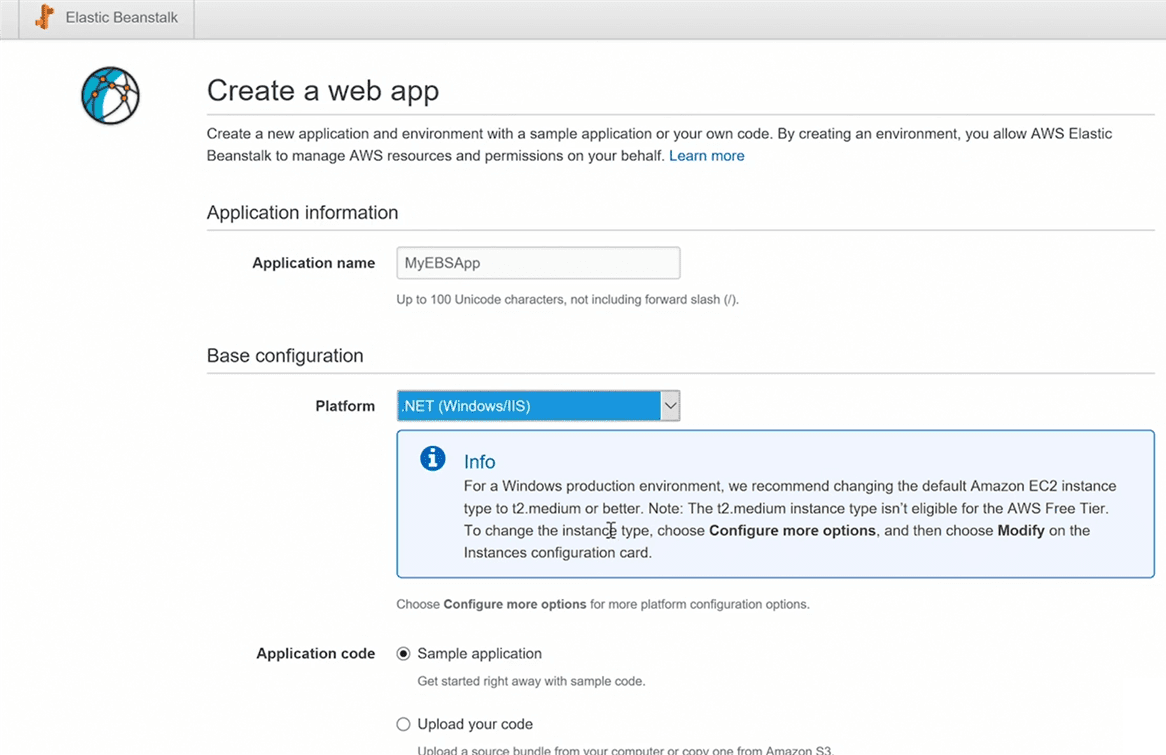 Elastic Beanstalk
Create a web app
Create a new application and environment with a sample application or your own code. By creating an environment, you allow AWS Elastic
Beanstalk to manage AWS resources and permissions on your behalf. Learn more
Application information
Application name
MyEBSApp
Up to 100 Unicode characters, not including forward slash (/).
Base configuration
Platform
.NET (Windows/IIS)
Info
For a Windows production environment, we recommend changing the default Amazon EC2 instance
type to t2.medium or better. Note: The t2.medium instance type isn't eligible for the AWS Free Tier.
To change the instance type, choose Configure more options, and then choose Modify on the
Instances configuration card.
Choose Configure more options for more platform configuration options.
Application code
Sample application
Get started right away with sample code.
Upload your code
Upload a source bundle from your computer or copy one from Amazon S3.